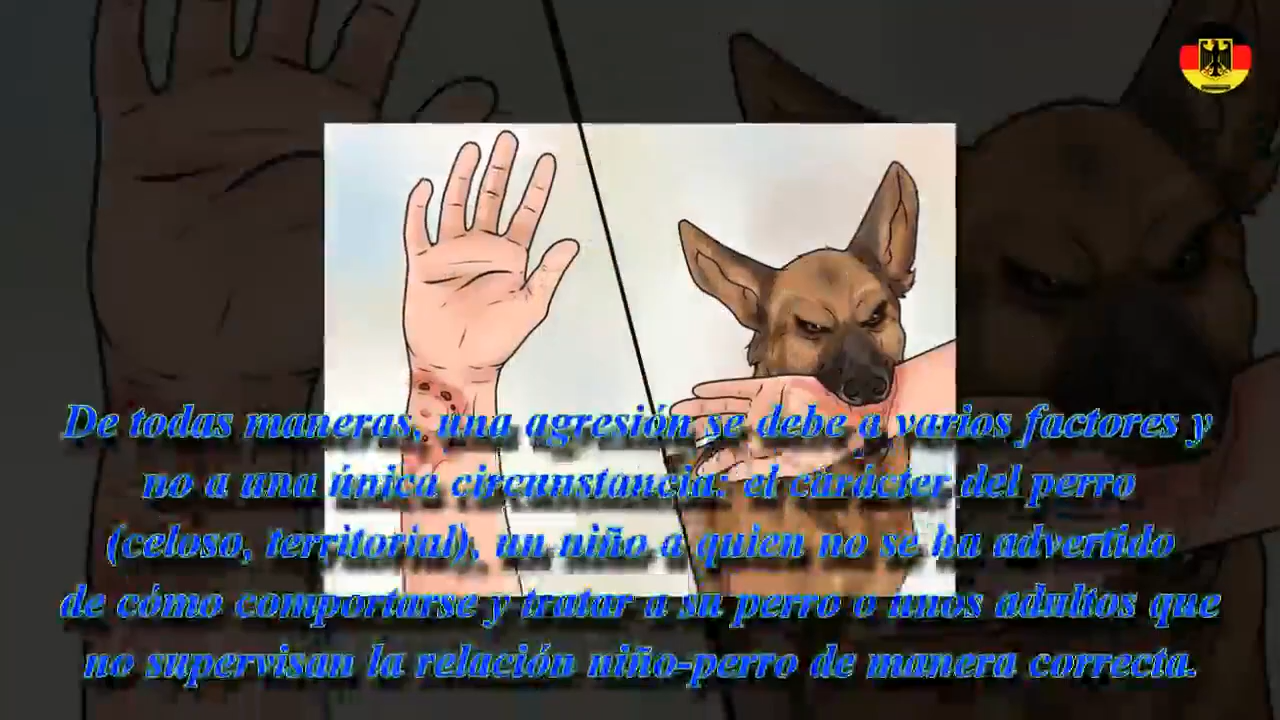 De todas maneras, una agresión se debe a varios factores y
no a una única circunstancia: el carácter del perro
(celoso, territorial), un niño a quien no se ha advertido
de cómo comportarse y tratar a su perro o unos adultos que
no supervisan la relación niño-perro de manera correcta.